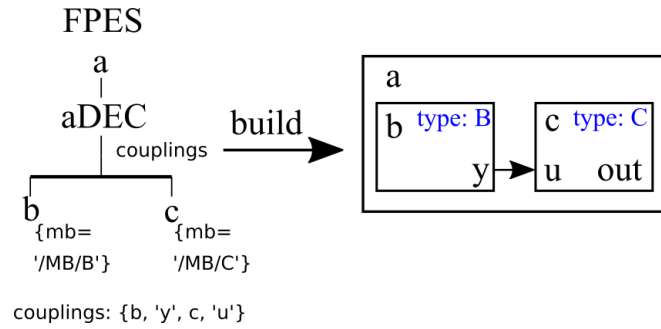 FPES
a
aDEC
couplings
b
c
{mb=
'/MB/B'}
{mb=
'/MB/C'}
couplings: {b, 'y', c, 'u'}
build
a
b type: B
y
c type: C
u out